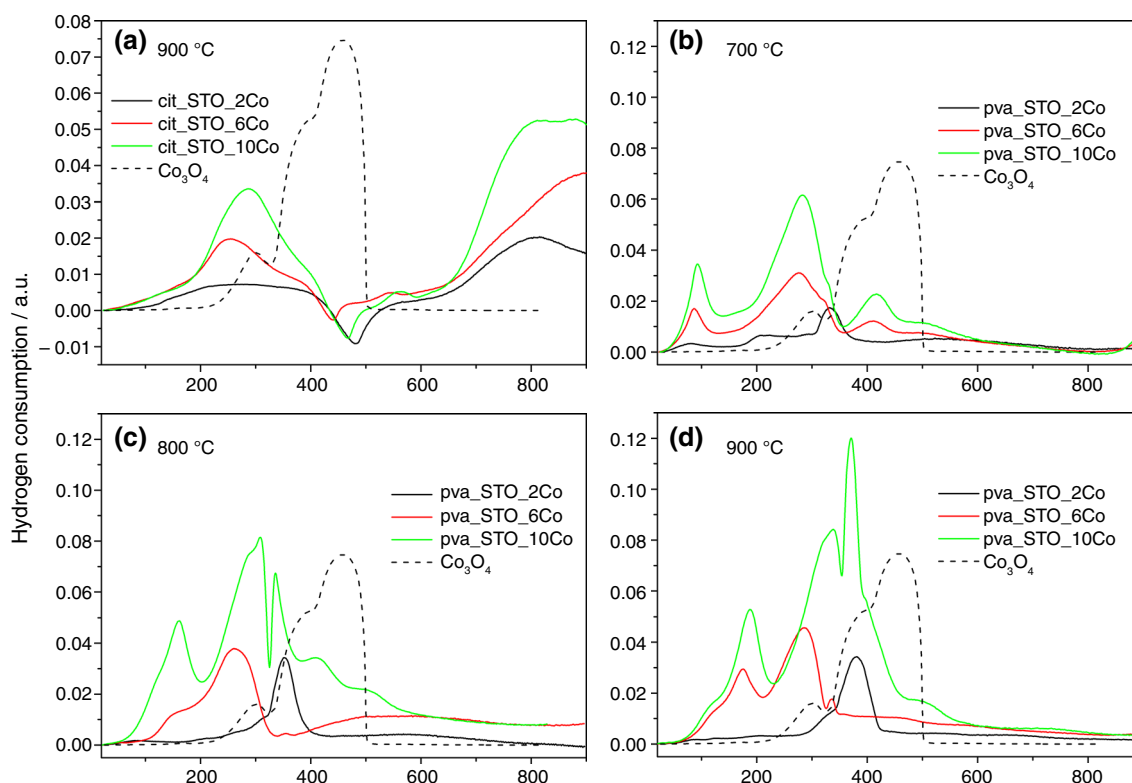 Hydrogen consumption / a.u.
(a) 900 °C
cit_STO_2Co
cit_STO_6Co
cit_STO_10Co
Co₃O₄
0.08
0.07
0.06
0.05
0.04
0.03
0.02
0.01
0.00
– 0.01
200 400 600 800
(b) 700 °C
pva_STO_2Co
pva_STO_6Co
pva_STO_10Co
Co₃O₄
0.12
0.10
0.08
0.06
0.04
0.02
0.00
200 400 600 800
(c) 800 °C
pva_STO_2Co
pva_STO_6Co
pva_STO_10Co
Co₃O₄
0.12
0.10
0.08
0.06
0.04
0.02
0.00
200 400 600 800
(d) 900 °C
pva_STO_2Co
pva_STO_6Co
pva_STO_10Co
Co₃O₄
0.12
0.10
0.08
0.06
0.04
0.02
0.00
200 400 600 800